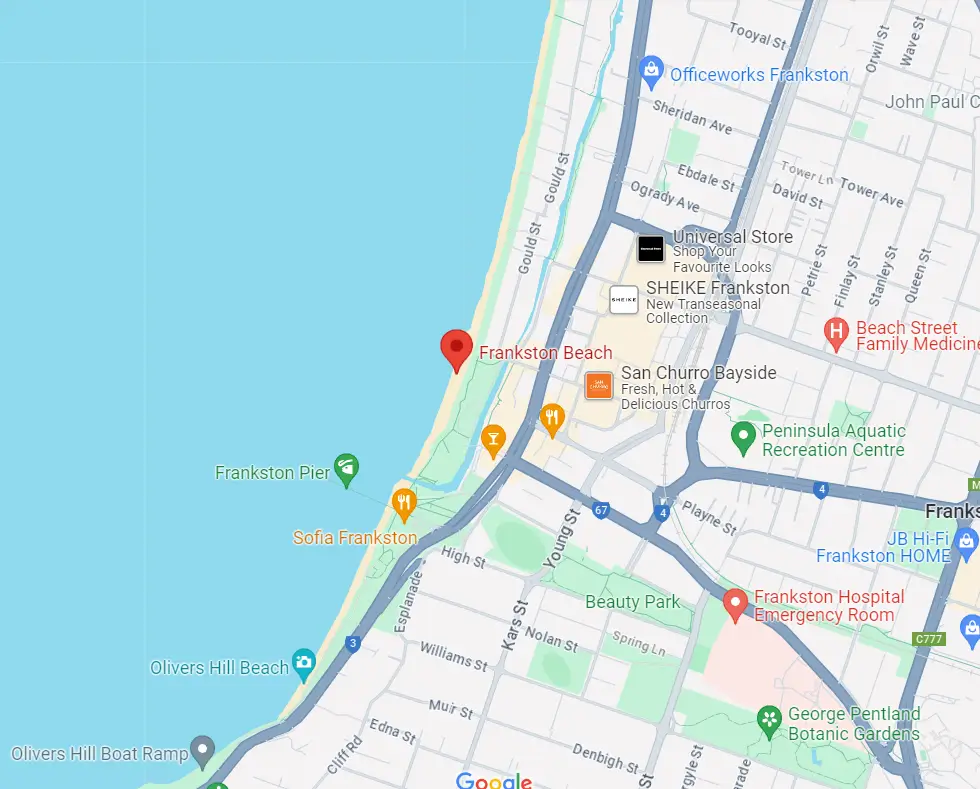 Tooyal St
Orwil St
Wave St
Officeworks Frankston
John Paul C
Sheridan Ave
Gould St
Ebdale St
Tower Ln
Tower Ave
David St
Ogrady Ave
Gould St
Universal Store
Shop Your
Favourite Looks
Petrie St
Finlay St
Stanley St
Queen St
SHEIKE
SHEIKE Frankston
New Transeasonal
Collection
H
Beach Street
Family Medicine
Frankston Beach
San Churro Bayside
Fresh, Hot &
Delicious Churros
Peninsula Aquatic
Recreation Centre
Frankston Pier
4
M
67
4
Playne St
Franks
Sofia Frankston
Young St
JB Hi-Fi
Frankston HOME
High St
Esplanade
Beauty Park
Frankston Hospital
Emergency Room
Kars St
Nolan St
Spring Ln
C777
3
Williams St
Olivers Hill Beach
Muir St
George Pentland
Botanic Gardens
Edna St
Cliff Rd
Olivers Hill Boat Ramp
Denbigh St
St
rgyle St
arade
Google